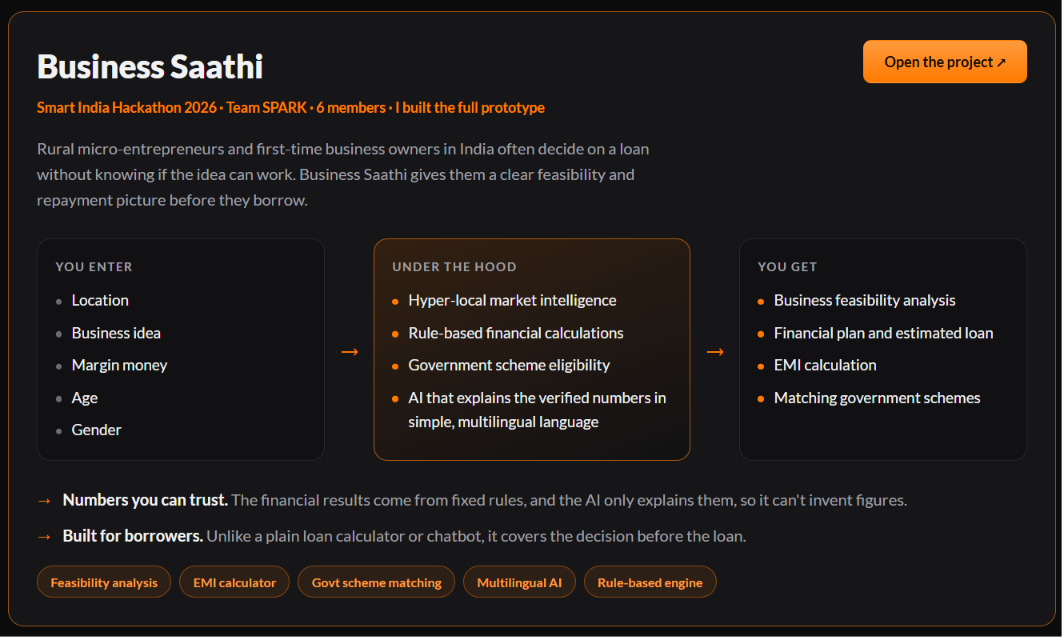 Business Saathi
Open the project ↗
Smart India Hackathon 2026 · Team SPARK · 6 members · I built the full prototype
Rural micro-entrepreneurs and first-time business owners in India often decide on a loan
without knowing if the idea can work. Business Saathi gives them a clear feasibility and
repayment picture before they borrow.
YOU ENTER
• Location
• Business idea
• Margin money
• Age
• Gender
→
UNDER THE HOOD
• Hyper-local market intelligence
• Rule-based financial calculations
• Government scheme eligibility
• AI that explains the verified numbers in
simple, multilingual language
→
YOU GET
• Business feasibility analysis
• Financial plan and estimated loan
• EMI calculation
• Matching government schemes
→ Numbers you can trust. The financial results come from fixed rules, and the AI only explains them, so it can't invent figures.
→ Built for borrowers. Unlike a plain loan calculator or chatbot, it covers the decision before the loan.
Feasibility analysis
EMI calculator
Govt scheme matching
Multilingual AI
Rule-based engine